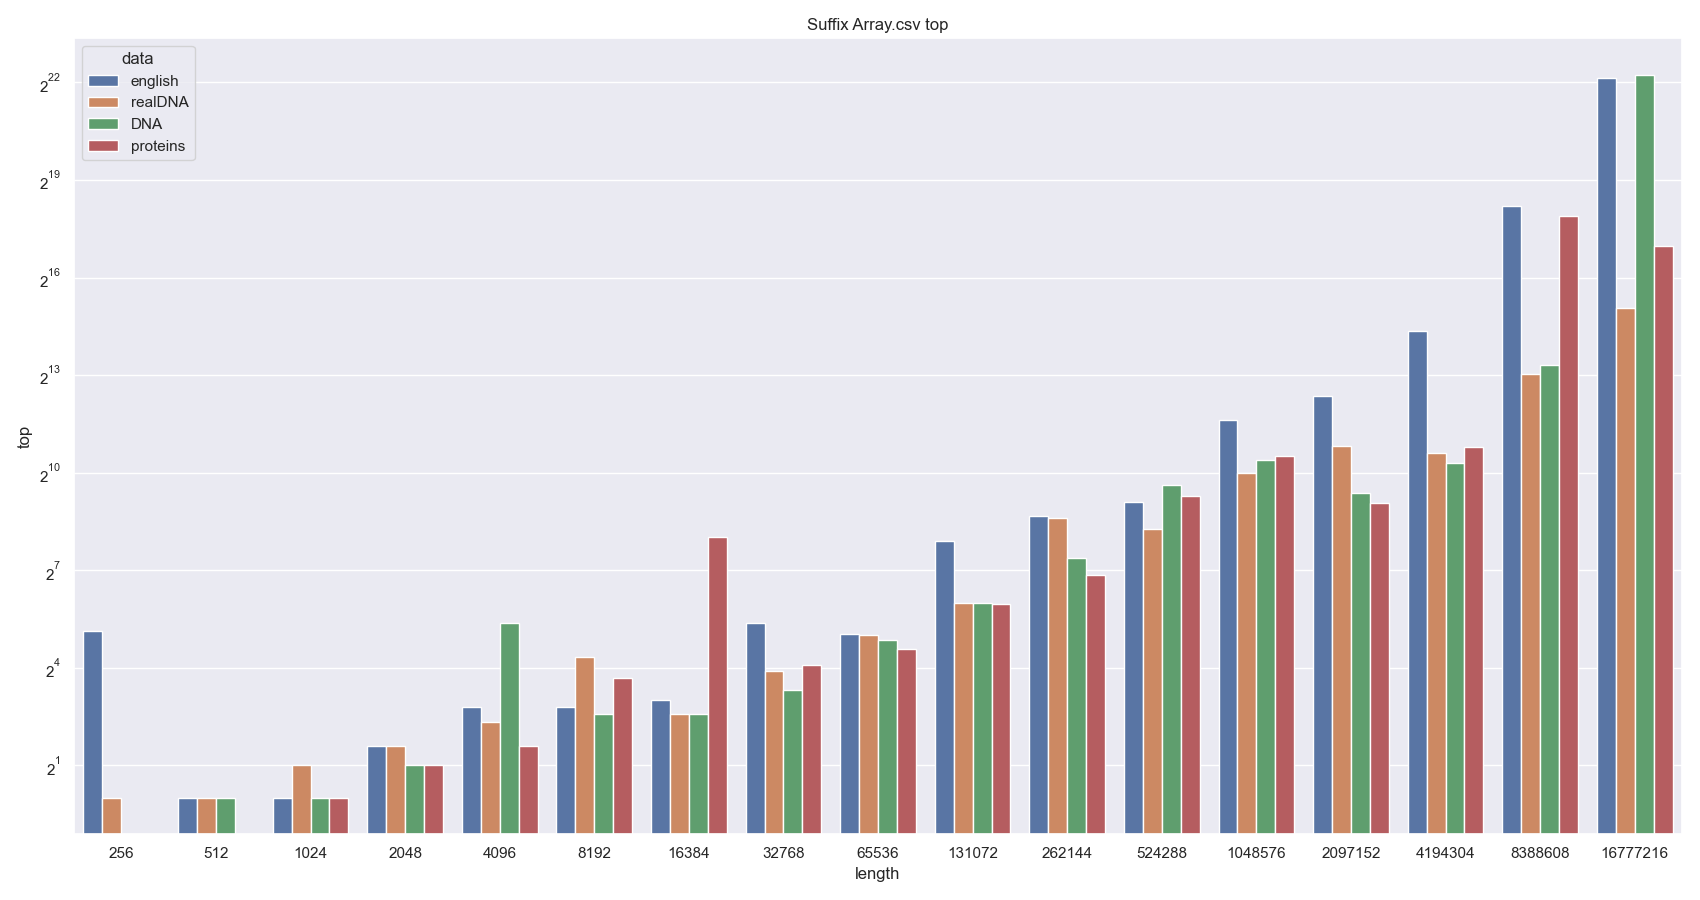 Suffix Array.csv top
data
english
realDNA
DNA
proteins
2^22
2^19
2^16
2^13
2^10
2^7
2^4
2^1
top
256 512 1024 2048 4096 8192 16384 32768 65536 131072 262144 524288 1048576 2097152 4194304 8388608 16777216
length